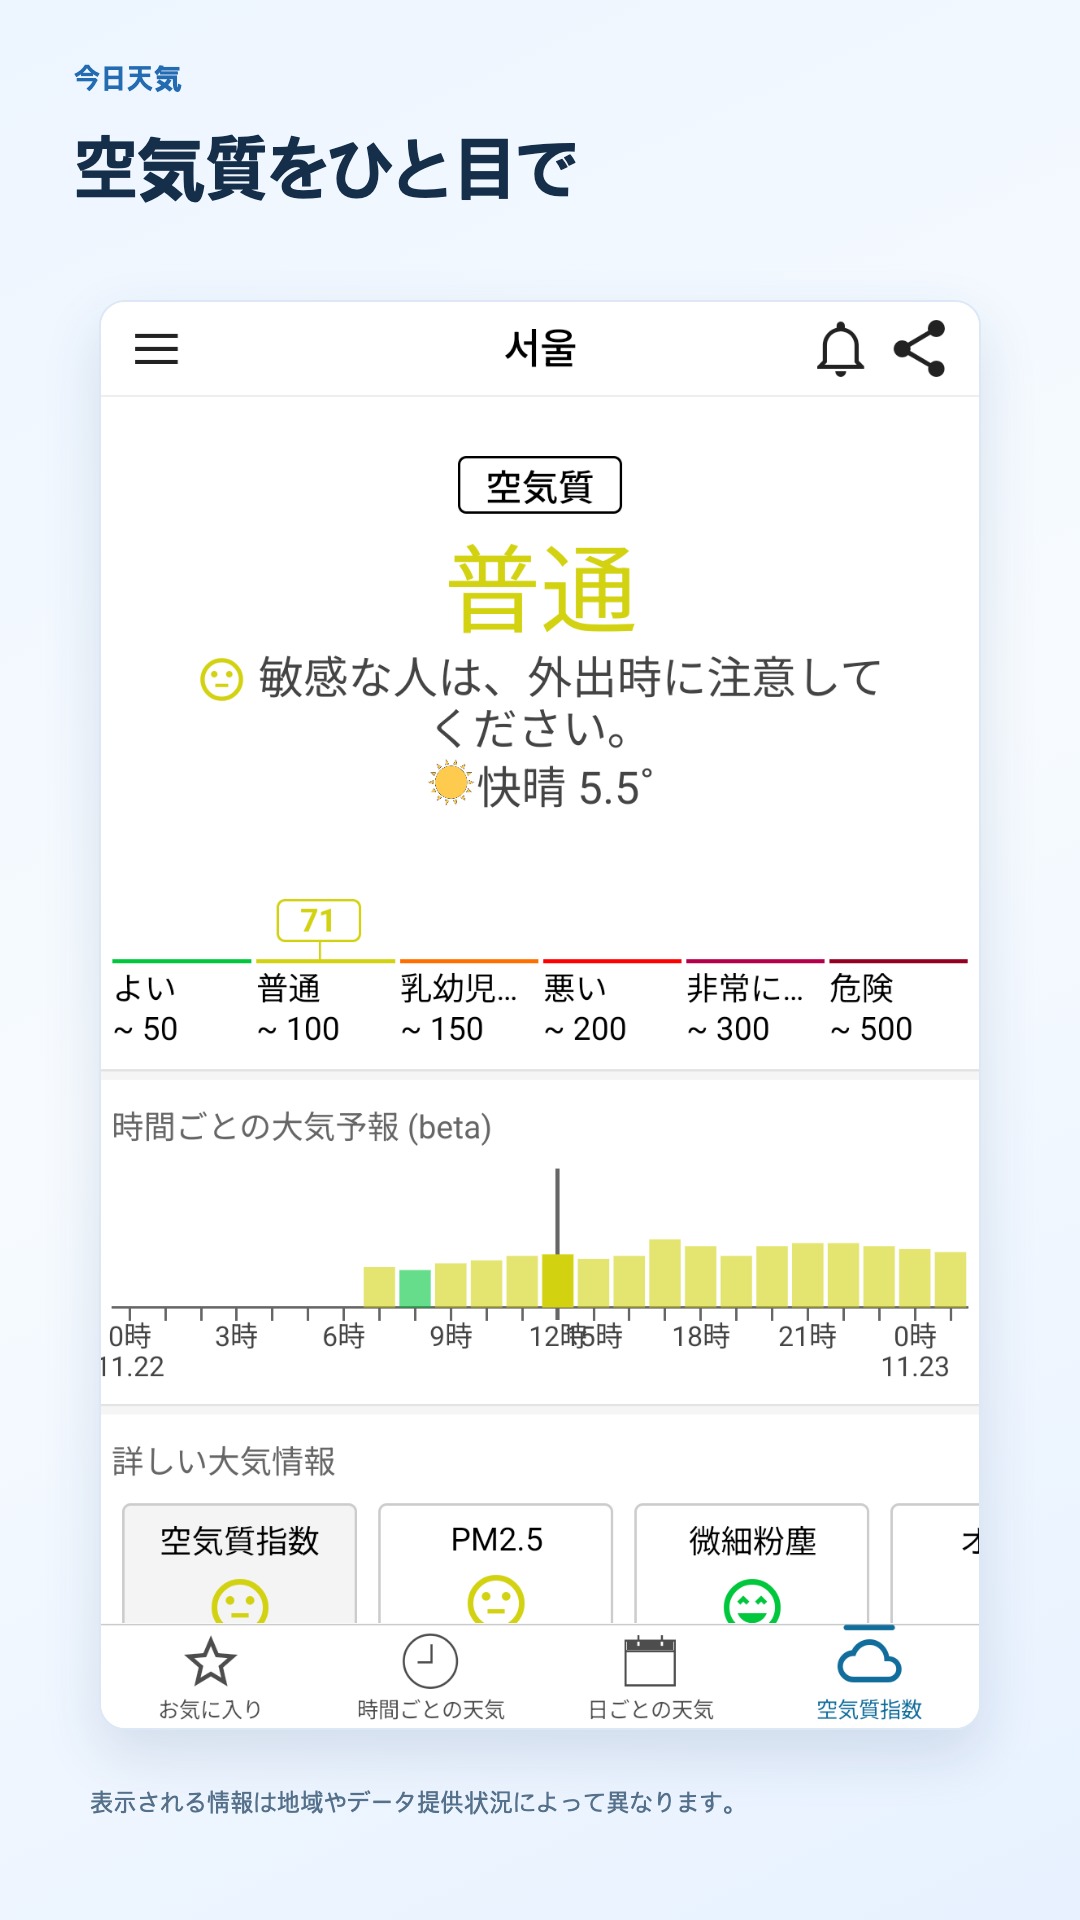 今日天気
空気質をひと目で
서울
空気質
普通
敏感な人は、外出時に注意して
ください。
快晴 5.5˚
71
よい 普通 乳幼児... 悪い 非常に... 危険
~ 50 ~ 100 ~ 150 ~ 200 ~ 300 ~ 500
時間ごとの大気予報 (beta)
0時 3時 6時 9時 12時 15時 18時 21時 0時
11.22 11.23
詳しい大気情報
空気質指数 PM2.5 微細粉塵
お気に入り 時間ごとの天気 日ごとの天気 空気質指数
表示される情報は地域やデータ提供状況によって異なります。